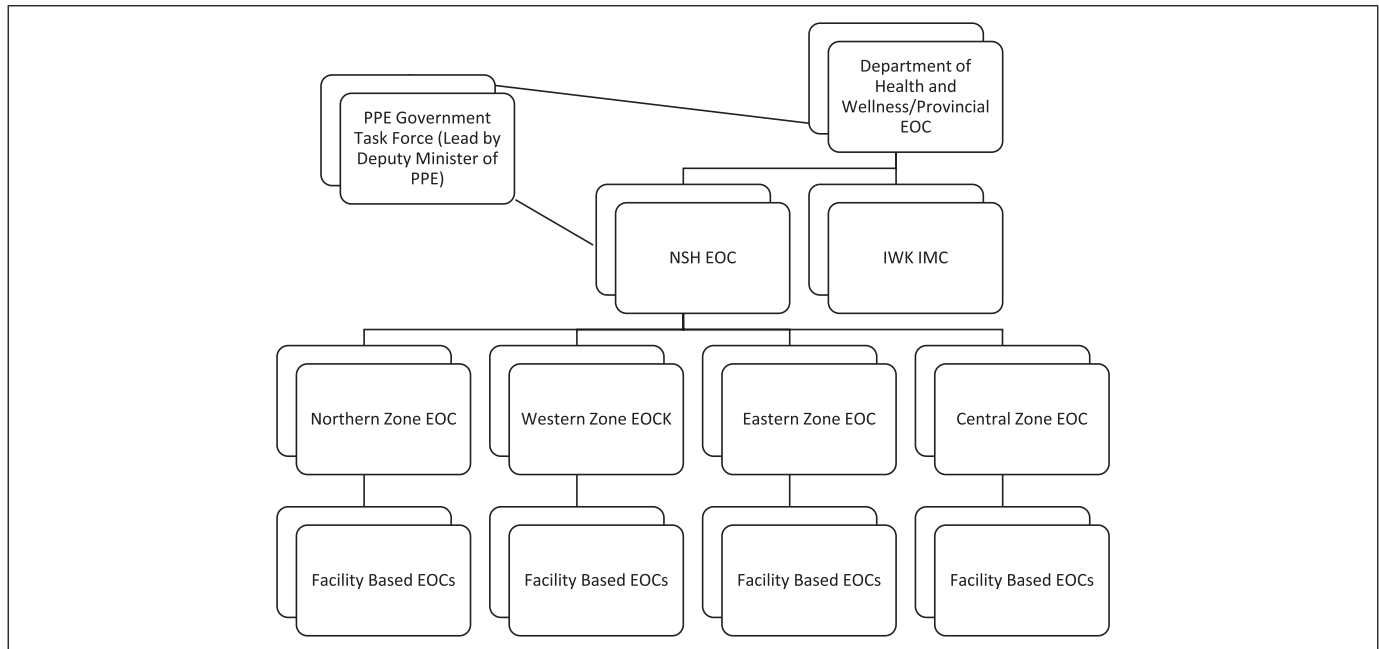 Department of
Health and
Wellness/Provincial
EOC
PPE Government
Task Force (Lead by
Deputy Minister of
PPE)
NSH EOC
IWK IMC
Northern Zone EOC
Western Zone EOCK
Eastern Zone EOC
Central Zone EOC
Facility Based EOCs
Facility Based EOCs
Facility Based EOCs
Facility Based EOCs